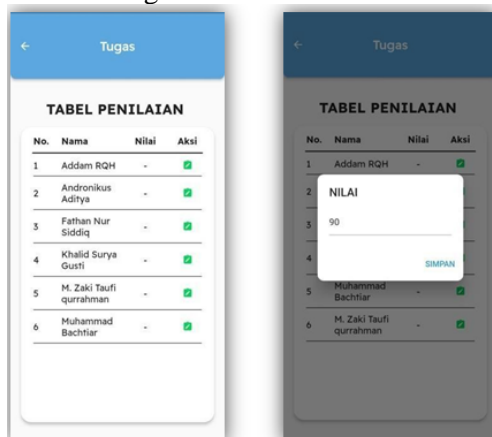 Tugas
TABEL PENILAIAN
No. Nama Nilai Aksi
1 Addam RQH -
2 Andronikus
Aditya -
3 Fathan Nur
Siddiq -
4 Khalid Surya
Gusti -
5 M. Zaki Taufi
qurrahman -
6 Muhammad
Bachtiar -
Tugas
TABEL PENILAIAN
No. Nama Nilai Aksi
1 Addam RQH -
2
NILAI
3
90
4
SIMPAN
5 Muhammad
Bachtiar -
6 M. Zaki Taufi
qurrahman -